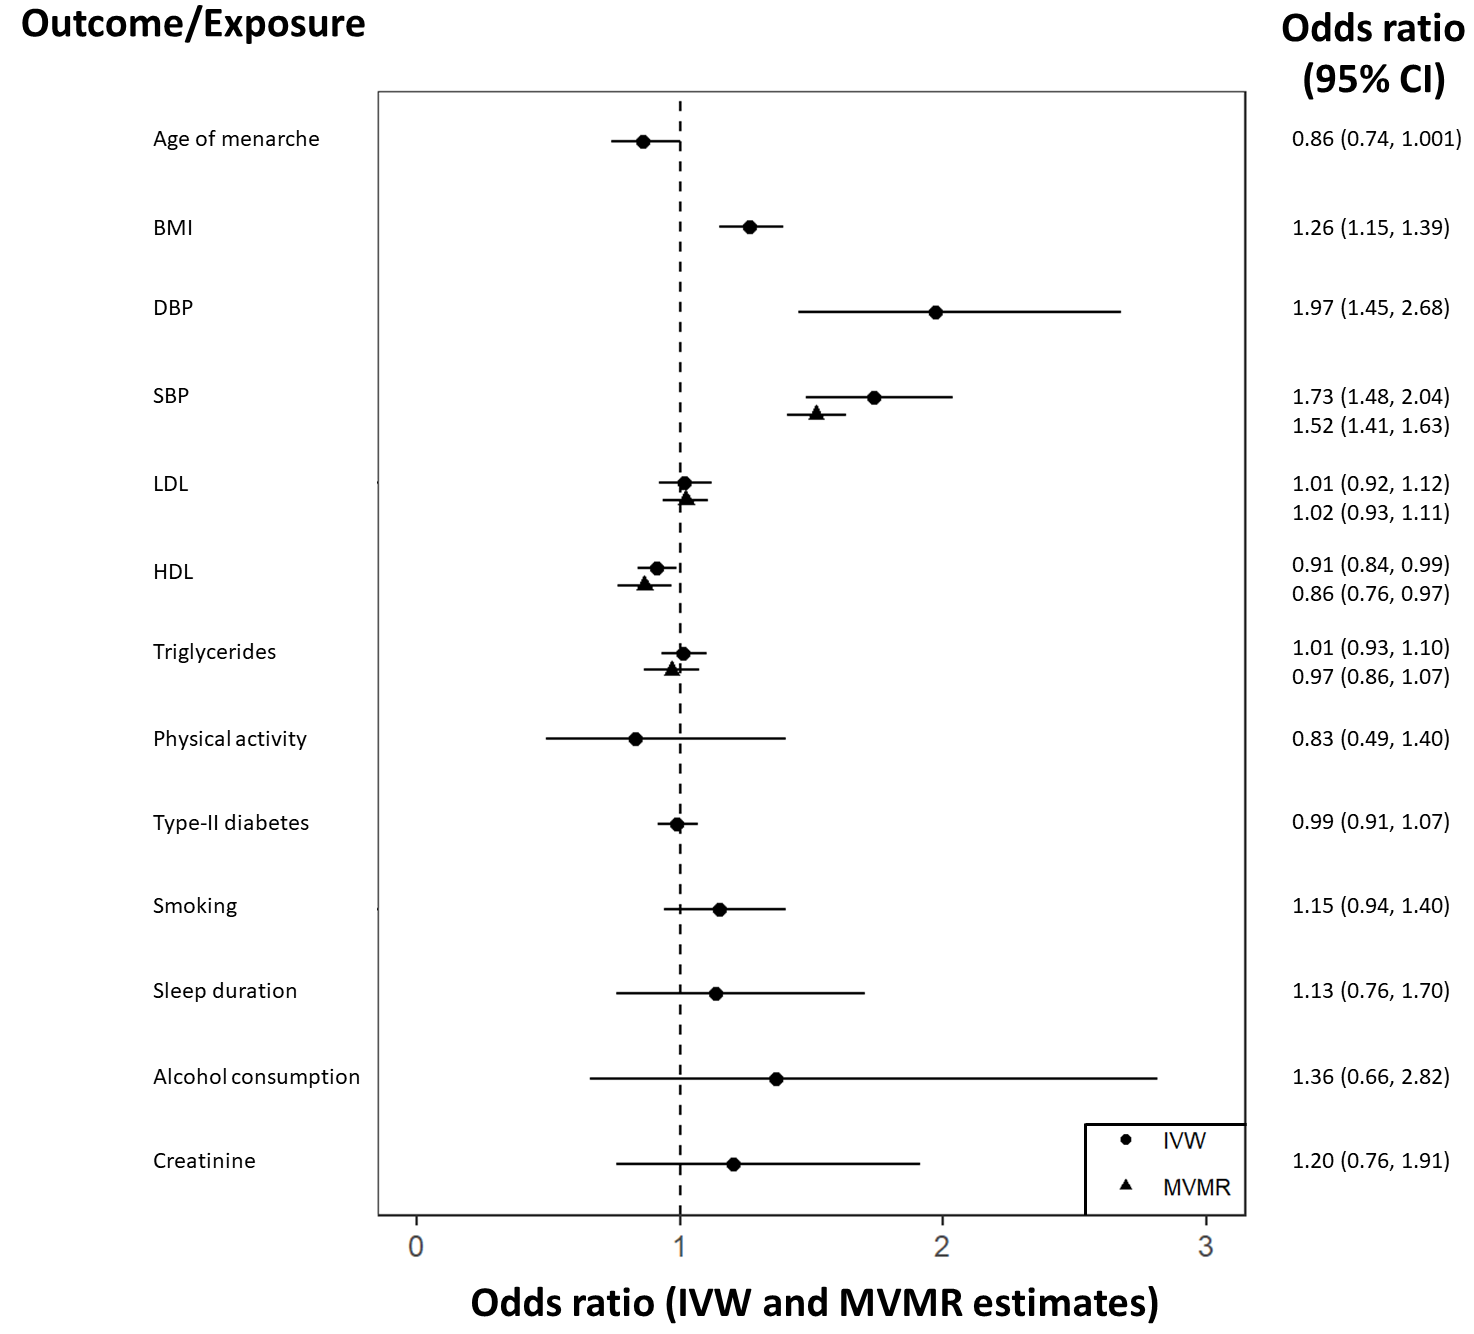 Outcome/Exposure
Odds ratio
(95% CI)
Age of menarche 0.86 (0.74, 1.001)
BMI 1.26 (1.15, 1.39)
DBP 1.97 (1.45, 2.68)
SBP 1.73 (1.48, 2.04)
1.52 (1.41, 1.63)
LDL 1.01 (0.92, 1.12)
1.02 (0.93, 1.11)
HDL 0.91 (0.84, 0.99)
0.86 (0.76, 0.97)
Triglycerides 1.01 (0.93, 1.10)
0.97 (0.86, 1.07)
Physical activity 0.83 (0.49, 1.40)
Type-II diabetes 0.99 (0.91, 1.07)
Smoking 1.15 (0.94, 1.40)
Sleep duration 1.13 (0.76, 1.70)
Alcohol consumption 1.36 (0.66, 2.82)
Creatinine 1.20 (0.76, 1.91)
IVW
MVMR
0 1 2 3
Odds ratio (IVW and MVMR estimates)